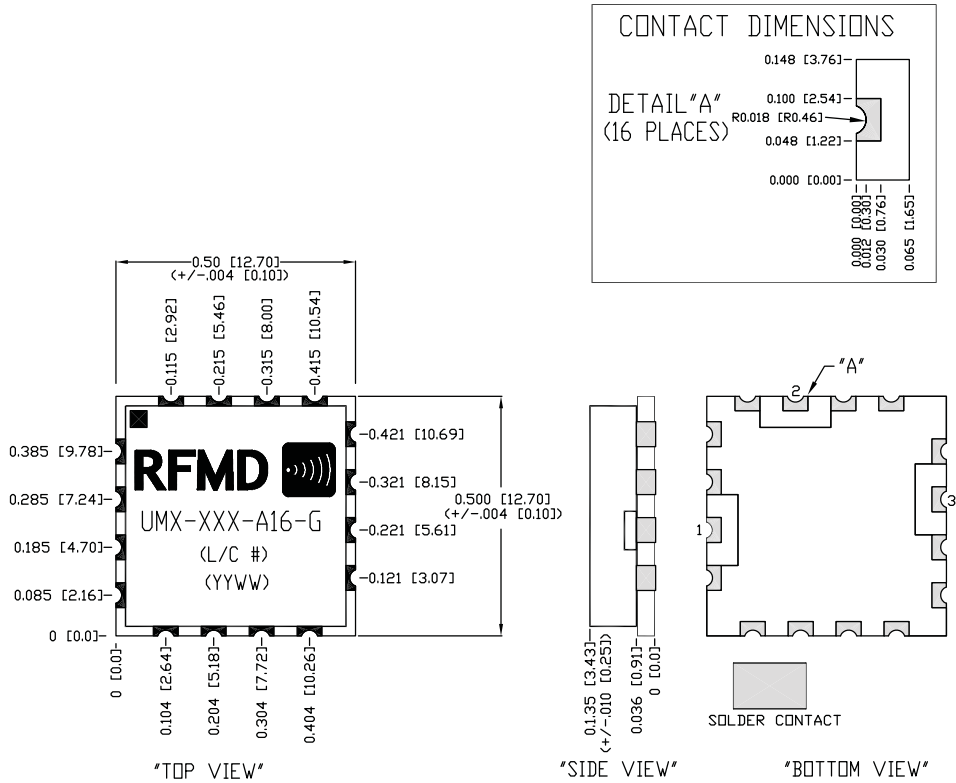 CONTACT DIMENSIONS
0.148 [3.76]
0.100 [2.54]
DETAIL"A"
(16 PLACES)
R0.018 [R0.46]
0.048 [1.22]
0.000 [0.00]
0.000 [0.00]
0.012 [0.30]
0.030 [0.76]
0.065 [1.65]
0.50 [12.70]
(+/-.004 [0.10])
0.115 [2.92]
0.215 [5.46]
0.315 [8.00]
0.415 [10.54]
0.385 [9.78]
0.285 [7.24]
0.185 [4.70]
0.085 [2.16]
0 [0.0]
RFMD
UMX-XXX-A16-G
(L/C #)
(YYWW)
0.421 [10.69]
0.321 [8.15]
0.221 [5.61]
0.121 [3.07]
0.500 [12.70]
(+/-.004 [0.10])
0 [0.0]
0.104 [2.64]
0.204 [5.18]
0.304 [7.72]
0.404 [10.26]
"TOP VIEW"
0.1.35 [3.43]
(+/-.010 [0.25])
0.036 [0.91]
0 [0.0]
"SIDE VIEW"
"A"
2
1
3
SOLDER CONTACT
"BOTTOM VIEW"